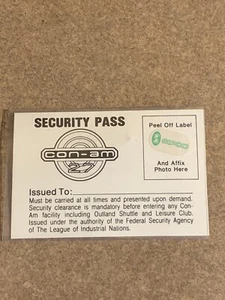 SECURITY PASS
con-am
27
Peel Off Label
And Affix
Photo Here
Issued To:
Must be carried at all times and presented upon demand.
Security clearance is mandatory before entering any Con-
Am facility including Outland Shuttle and Leisure Club.
Issued under the authority of the Federal Security Agency
of The League of Industrial Nations.